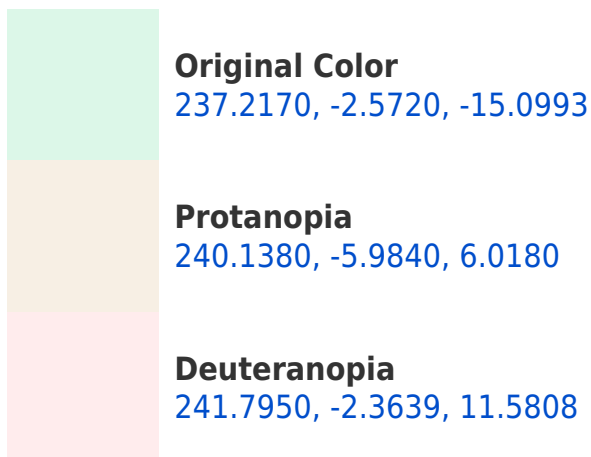 Original Color
237.2170, -2.5720, -15.0993
Protanopia
240.1380, -5.9840, 6.0180
Deuteranopia
241.7950, -2.3639, 11.5808